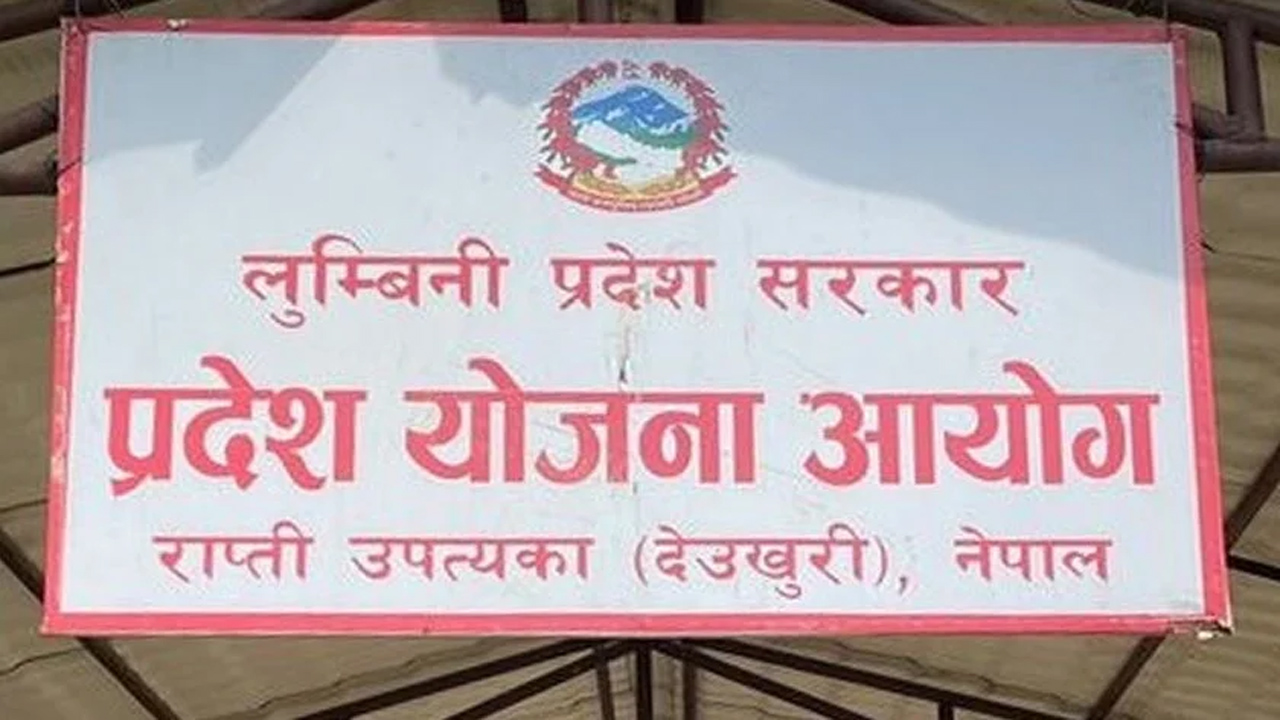 लुम्बिनी प्रदेश सरकार
प्रदेश योजना आयोग
राप्ती उपत्यका (देउखुरी), नेपाल